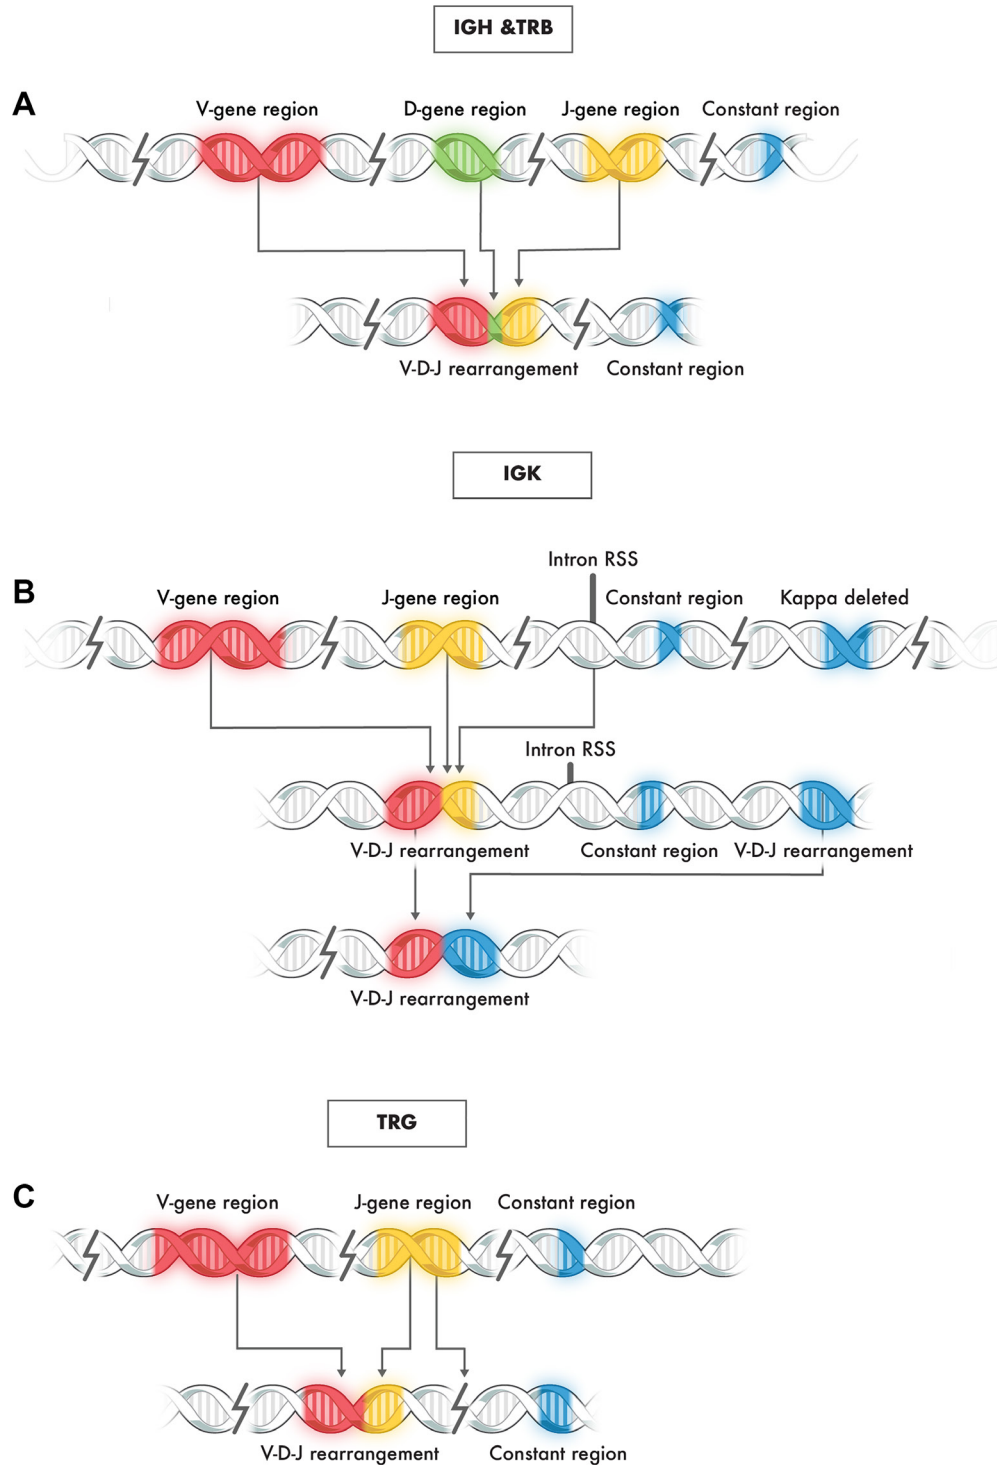 IGH &TRB
A
V-gene region
D-gene region
J-gene region
Constant region
V-D-J rearrangement
Constant region
IGK
B
Intron RSS
V-gene region
J-gene region
Constant region
Kappa deleted
Intron RSS
V-D-J rearrangement
Constant region
V-D-J rearrangement
V-D-J rearrangement
TRG
C
V-gene region
J-gene region
Constant region
V-D-J rearrangement
Constant region